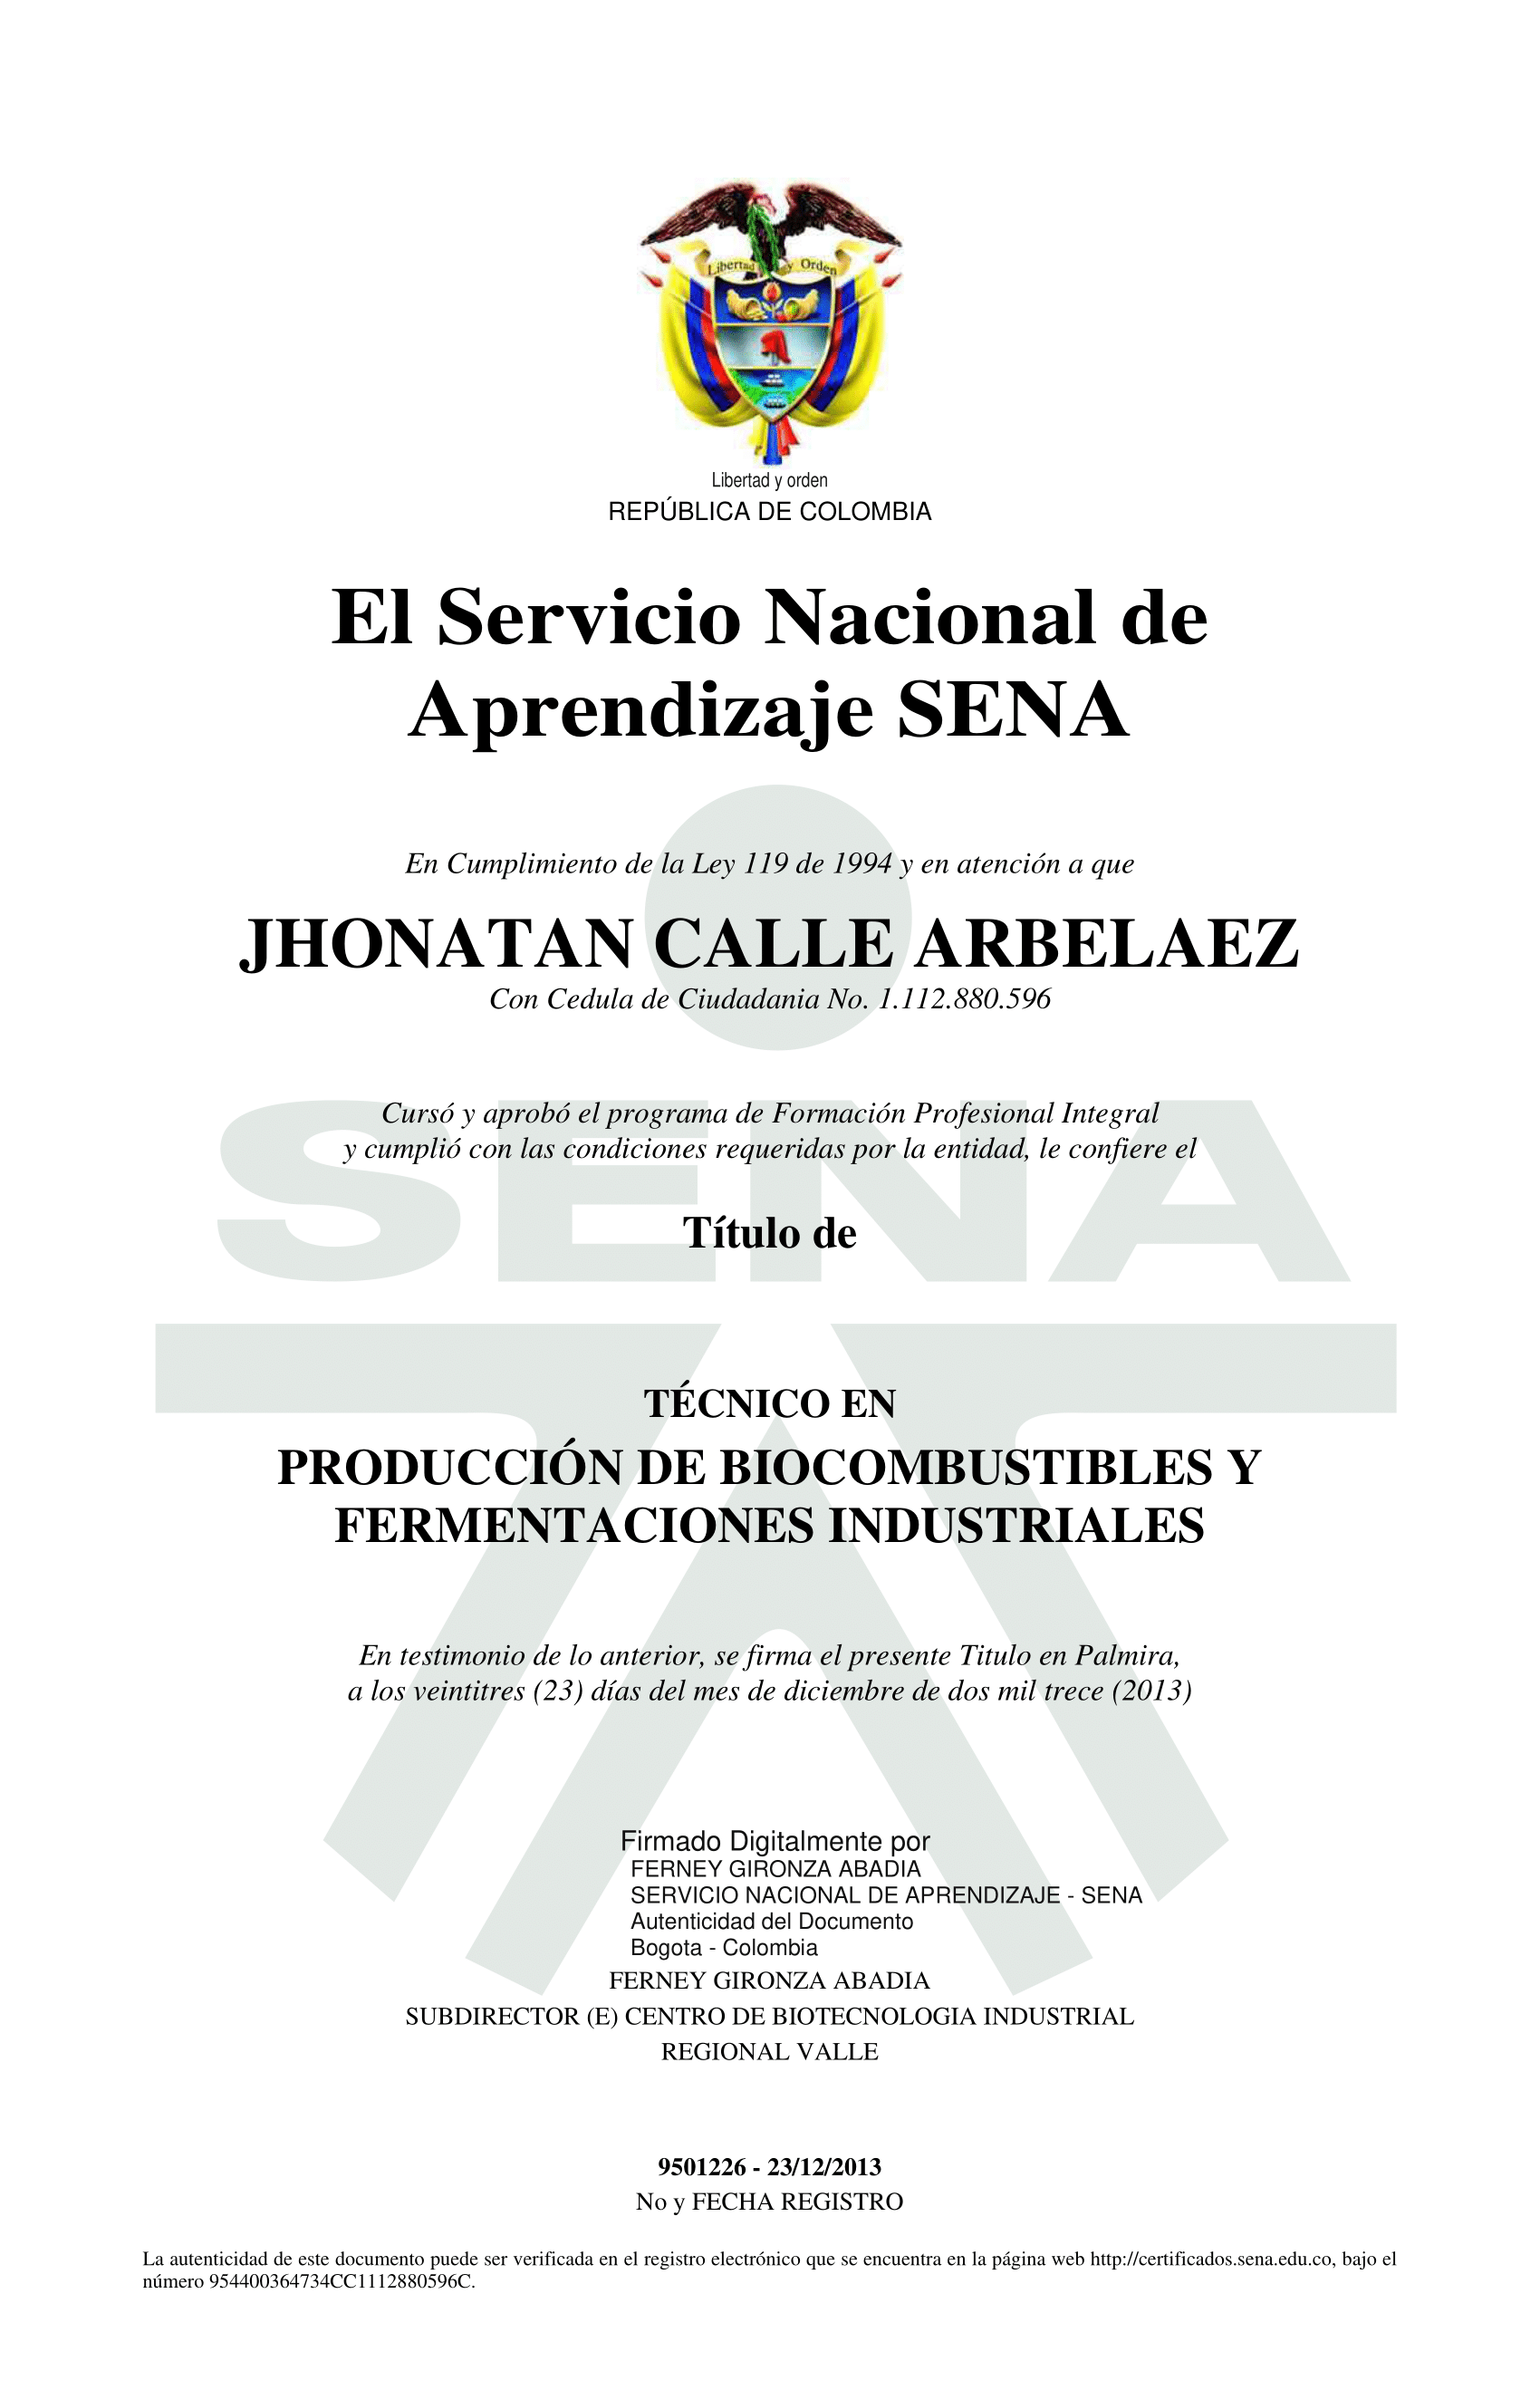 Libertad y Orden
Libertad y orden
REPÚBLICA DE COLOMBIA
El Servicio Nacional de
Aprendizaje SENA
En Cumplimiento de la Ley 119 de 1994 y en atención a que
JHONATAN CALLE ARBELAEZ
Con Cedula de Ciudadania No. 1.112.880.596
SENA
Cursó y aprobó el programa de Formación Profesional Integral
y cumplió con las condiciones requeridas por la entidad, le confiere el
Título de
TÉCNICO EN
PRODUCCIÓN DE BIOCOMBUSTIBLES Y
FERMENTACIONES INDUSTRIALES
En testimonio de lo anterior, se firma el presente Titulo en Palmira,
a los veintitres (23) días del mes de diciembre de dos mil trece (2013)
Firmado Digitalmente por
FERNEY GIRONZA ABADIA
SERVICIO NACIONAL DE APRENDIZAJE - SENA
Autenticidad del Documento
Bogota - Colombia
FERNEY GIRONZA ABADIA
SUBDIRECTOR (E) CENTRO DE BIOTECNOLOGIA INDUSTRIAL
REGIONAL VALLE
9501226 - 23/12/2013
No y FECHA REGISTRO
La autenticidad de este documento puede ser verificada en el registro electrónico que se encuentra en la página web http://certificados.sena.edu.co, bajo el
número 954400364734CC1112880596C.